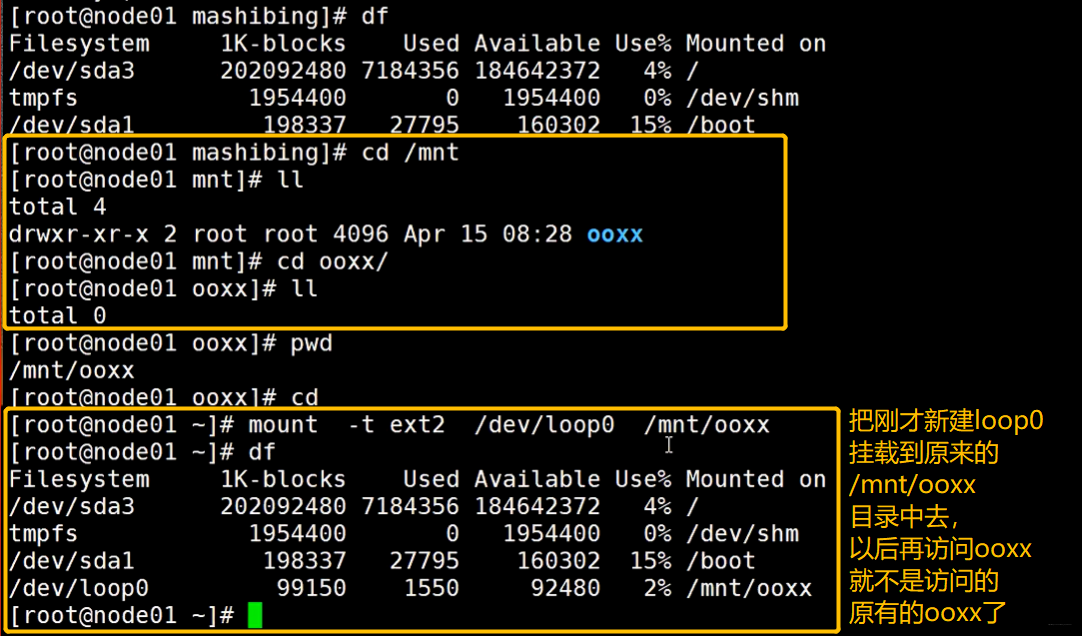 [root@node01 mashibing]# df
Filesystem     1K-blocks    Used Available Use% Mounted on
/dev/sda3      202092480 7184356 184642372   4% /
tmpfs            1954400       0   1954400   0% /dev/shm
/dev/sda1         198337   27795    160302  15% /boot
[root@node01 mashibing]# cd /mnt
[root@node01 mnt]# ll
total 4
drwxr-xr-x 2 root root 4096 Apr 15 08:28 ooxx
[root@node01 mnt]# cd ooxx/
[root@node01 ooxx]# ll
total 0
[root@node01 ooxx]# pwd
/mnt/ooxx
[root@node01 ooxx]# cd
[root@node01 ~]# mount  -t ext2  /dev/loop0  /mnt/ooxx
[root@node01 ~]# df
Filesystem     1K-blocks    Used Available Use% Mounted on
/dev/sda3      202092480 7184356 184642372   4% /
tmpfs            1954400       0   1954400   0% /dev/shm
/dev/sda1         198337   27795    160302  15% /boot
/dev/loop0         99150    1550     92480   2% /mnt/ooxx
[root@node01 ~]#
把刚才新建loop0
挂载到原来的
/mnt/ooxx
目录中去，
以后再访问ooxx
就不是访问的
原有的ooxx了